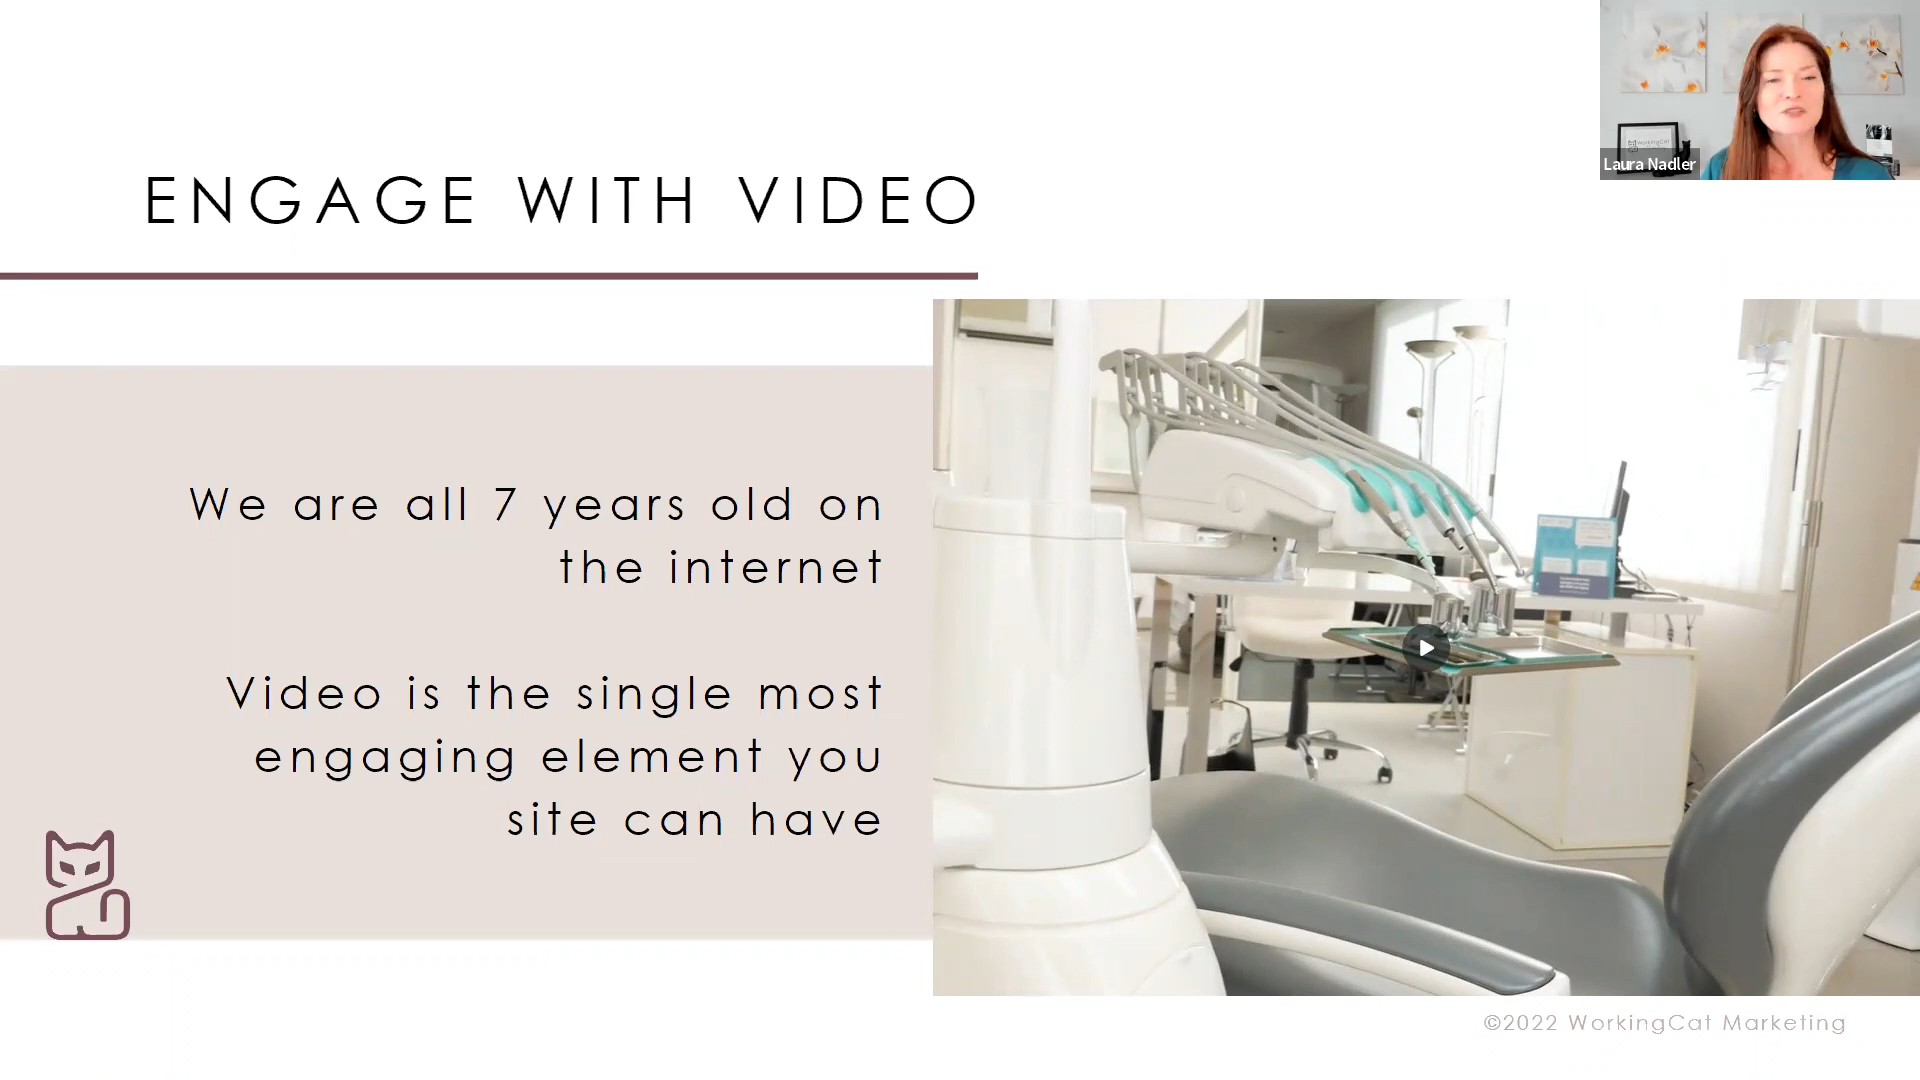 Laura Nadler
ENGAGE WITH VIDEO
We are all 7 years old on
the internet
Video is the single most
engaging element you
site can have
©2022 WorkingCat Marketing